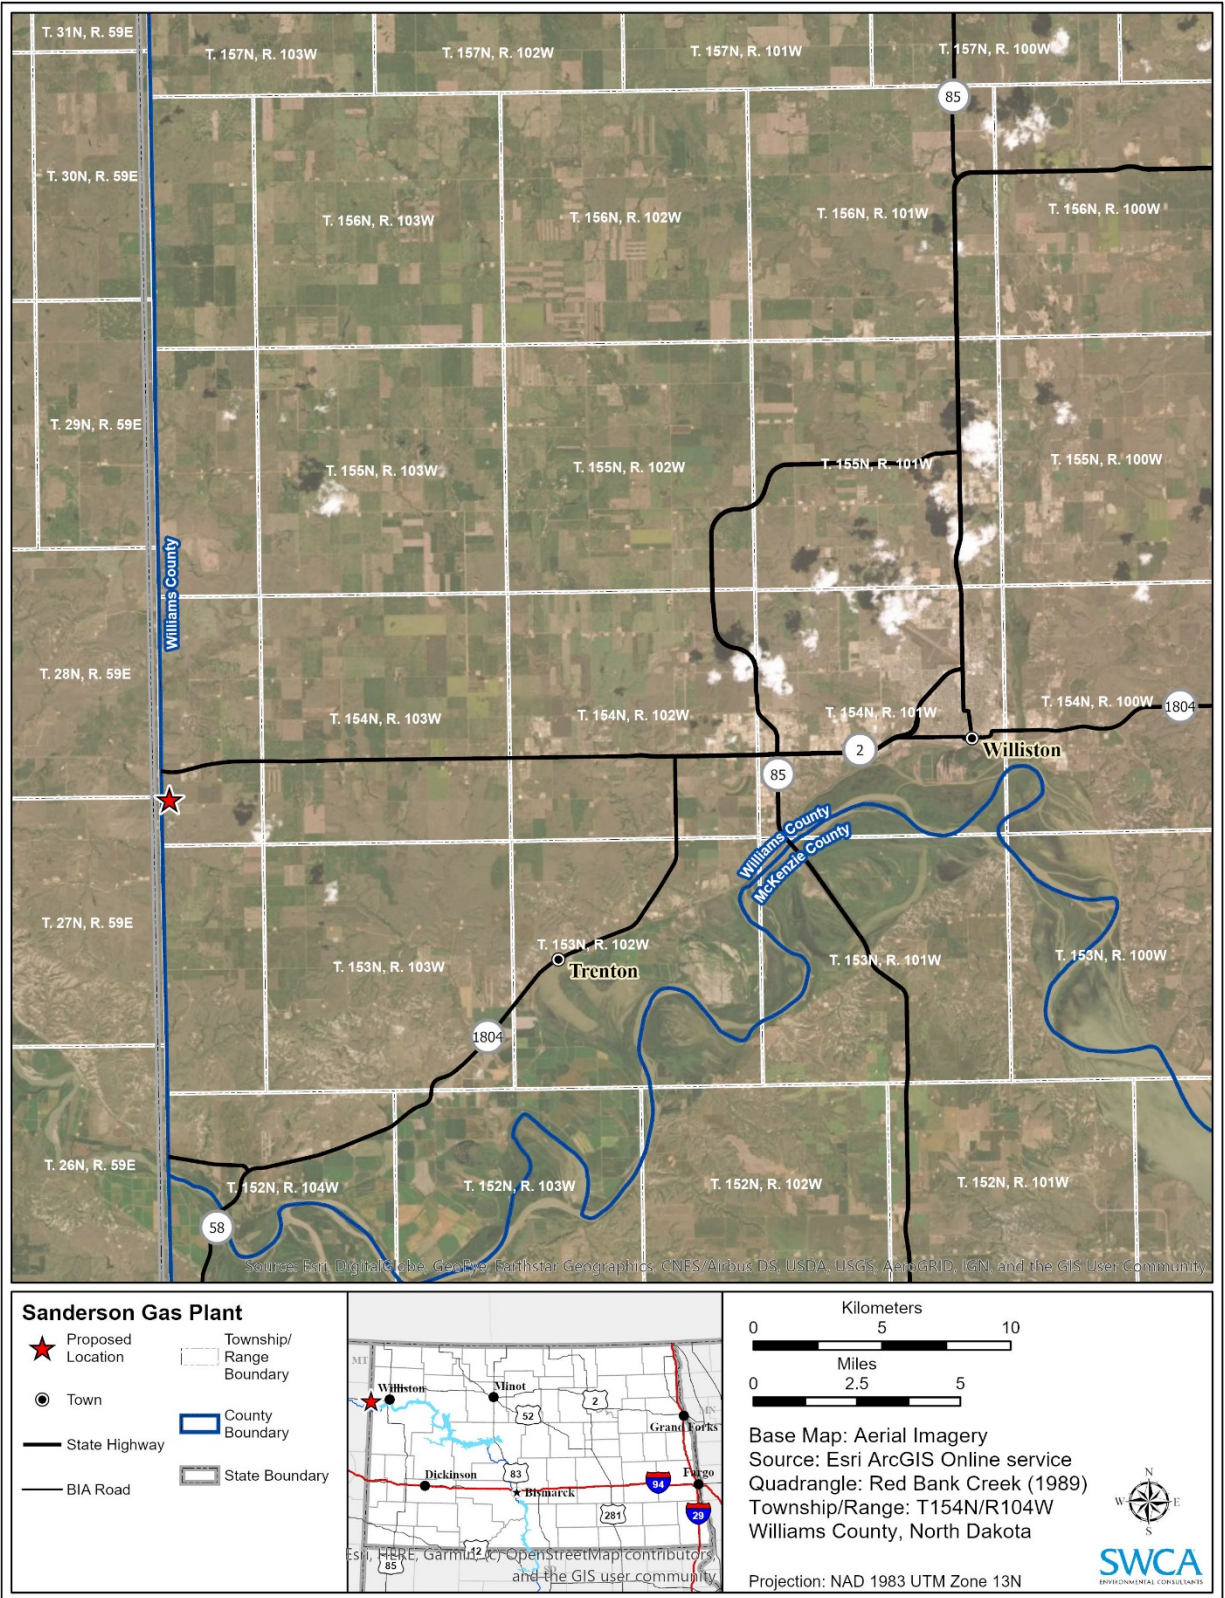 T. 31N, R. 59E
T. 157N, R. 103W
T. 157N, R. 102W
T. 157N, R. 101W
T. 157N, R. 100W
85
T. 30N, R. 59E
T. 156N, R. 103W
T. 156N, R. 102W
T. 156N, R. 101W
T. 156N, R. 100W
T. 29N, R. 59E
T. 155N, R. 103W
T. 155N, R. 102W
T. 155N, R. 101W
T. 155N, R. 100W
Williams County
T. 28N, R. 59E
T. 154N, R. 103W
T. 154N, R. 102W
T. 154N, R. 101W
T. 154N, R. 100W
1804
2
Williston
85
Williams County
McKenzie County
T. 27N, R. 59E
T. 153N, R. 103W
T. 153N, R. 102W
Trenton
T. 153N, R. 101W
T. 153N, R. 100W
1804
T. 26N, R. 59E
T. 152N, R. 104W
T. 152N, R. 103W
T. 152N, R. 102W
T. 152N, R. 101W
58
Source: Esri, DigitalGlobe, GeoEye, Earthstar Geographics, CNES/Airbus DS, USDA, USGS, AeroGRID, IGN, and the GIS User Community
Sanderson Gas Plant
Proposed
Location
Town
State Highway
BIA Road
Township/
Range
Boundary
County
Boundary
State Boundary
MT
Williston
Minot
2
52
Grand Forks
Dickinson
83
94
Fargo
Bismarck
281
29
12
85
Esri, HERE, Garmin, (c) OpenStreetMap contributors,
and the GIS user community
Kilometers
0 5 10
Miles
0 2.5 5
Base Map: Aerial Imagery
Source: Esri ArcGIS Online service
Quadrangle: Red Bank Creek (1989)
Township/Range: T154N/R104W
Williams County, North Dakota
Projection: NAD 1983 UTM Zone 13N
N
W E
S
SWCA
ENVIRONMENTAL CONSULTANTS